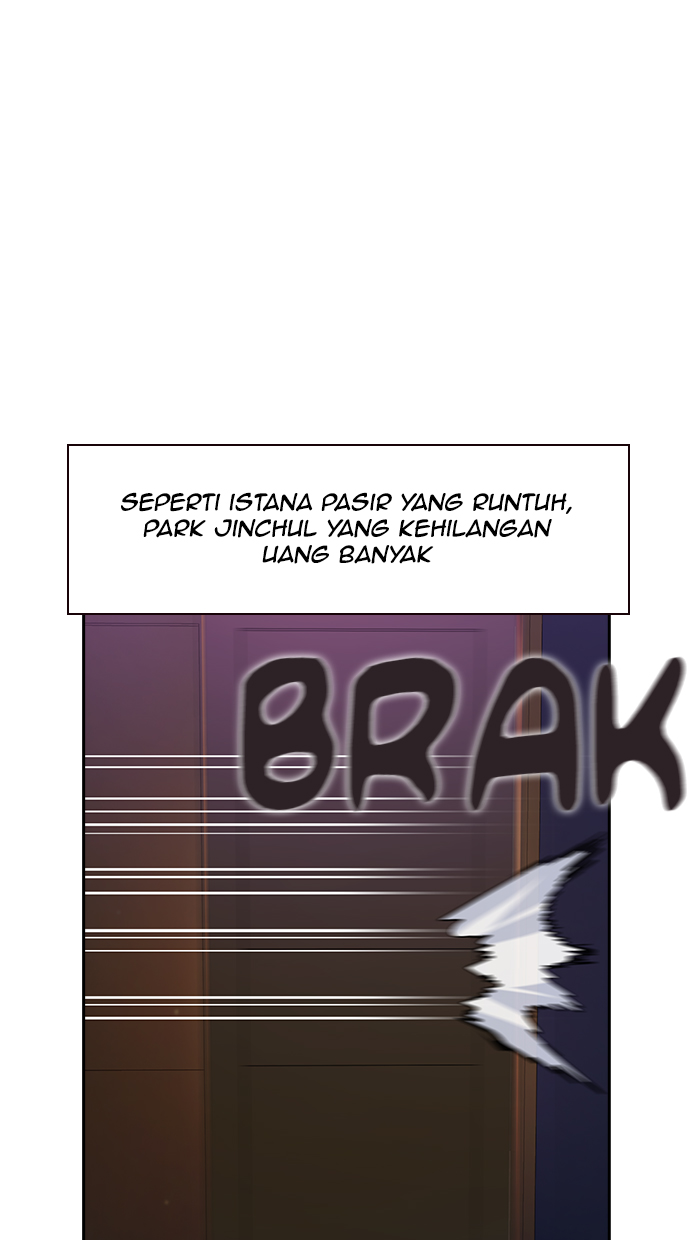 SEPERTI ISTANA PASIR YANG RUNTUH,
PARK JINCHUL YANG KEHILANGAN
UANG BANYAK
BRAK